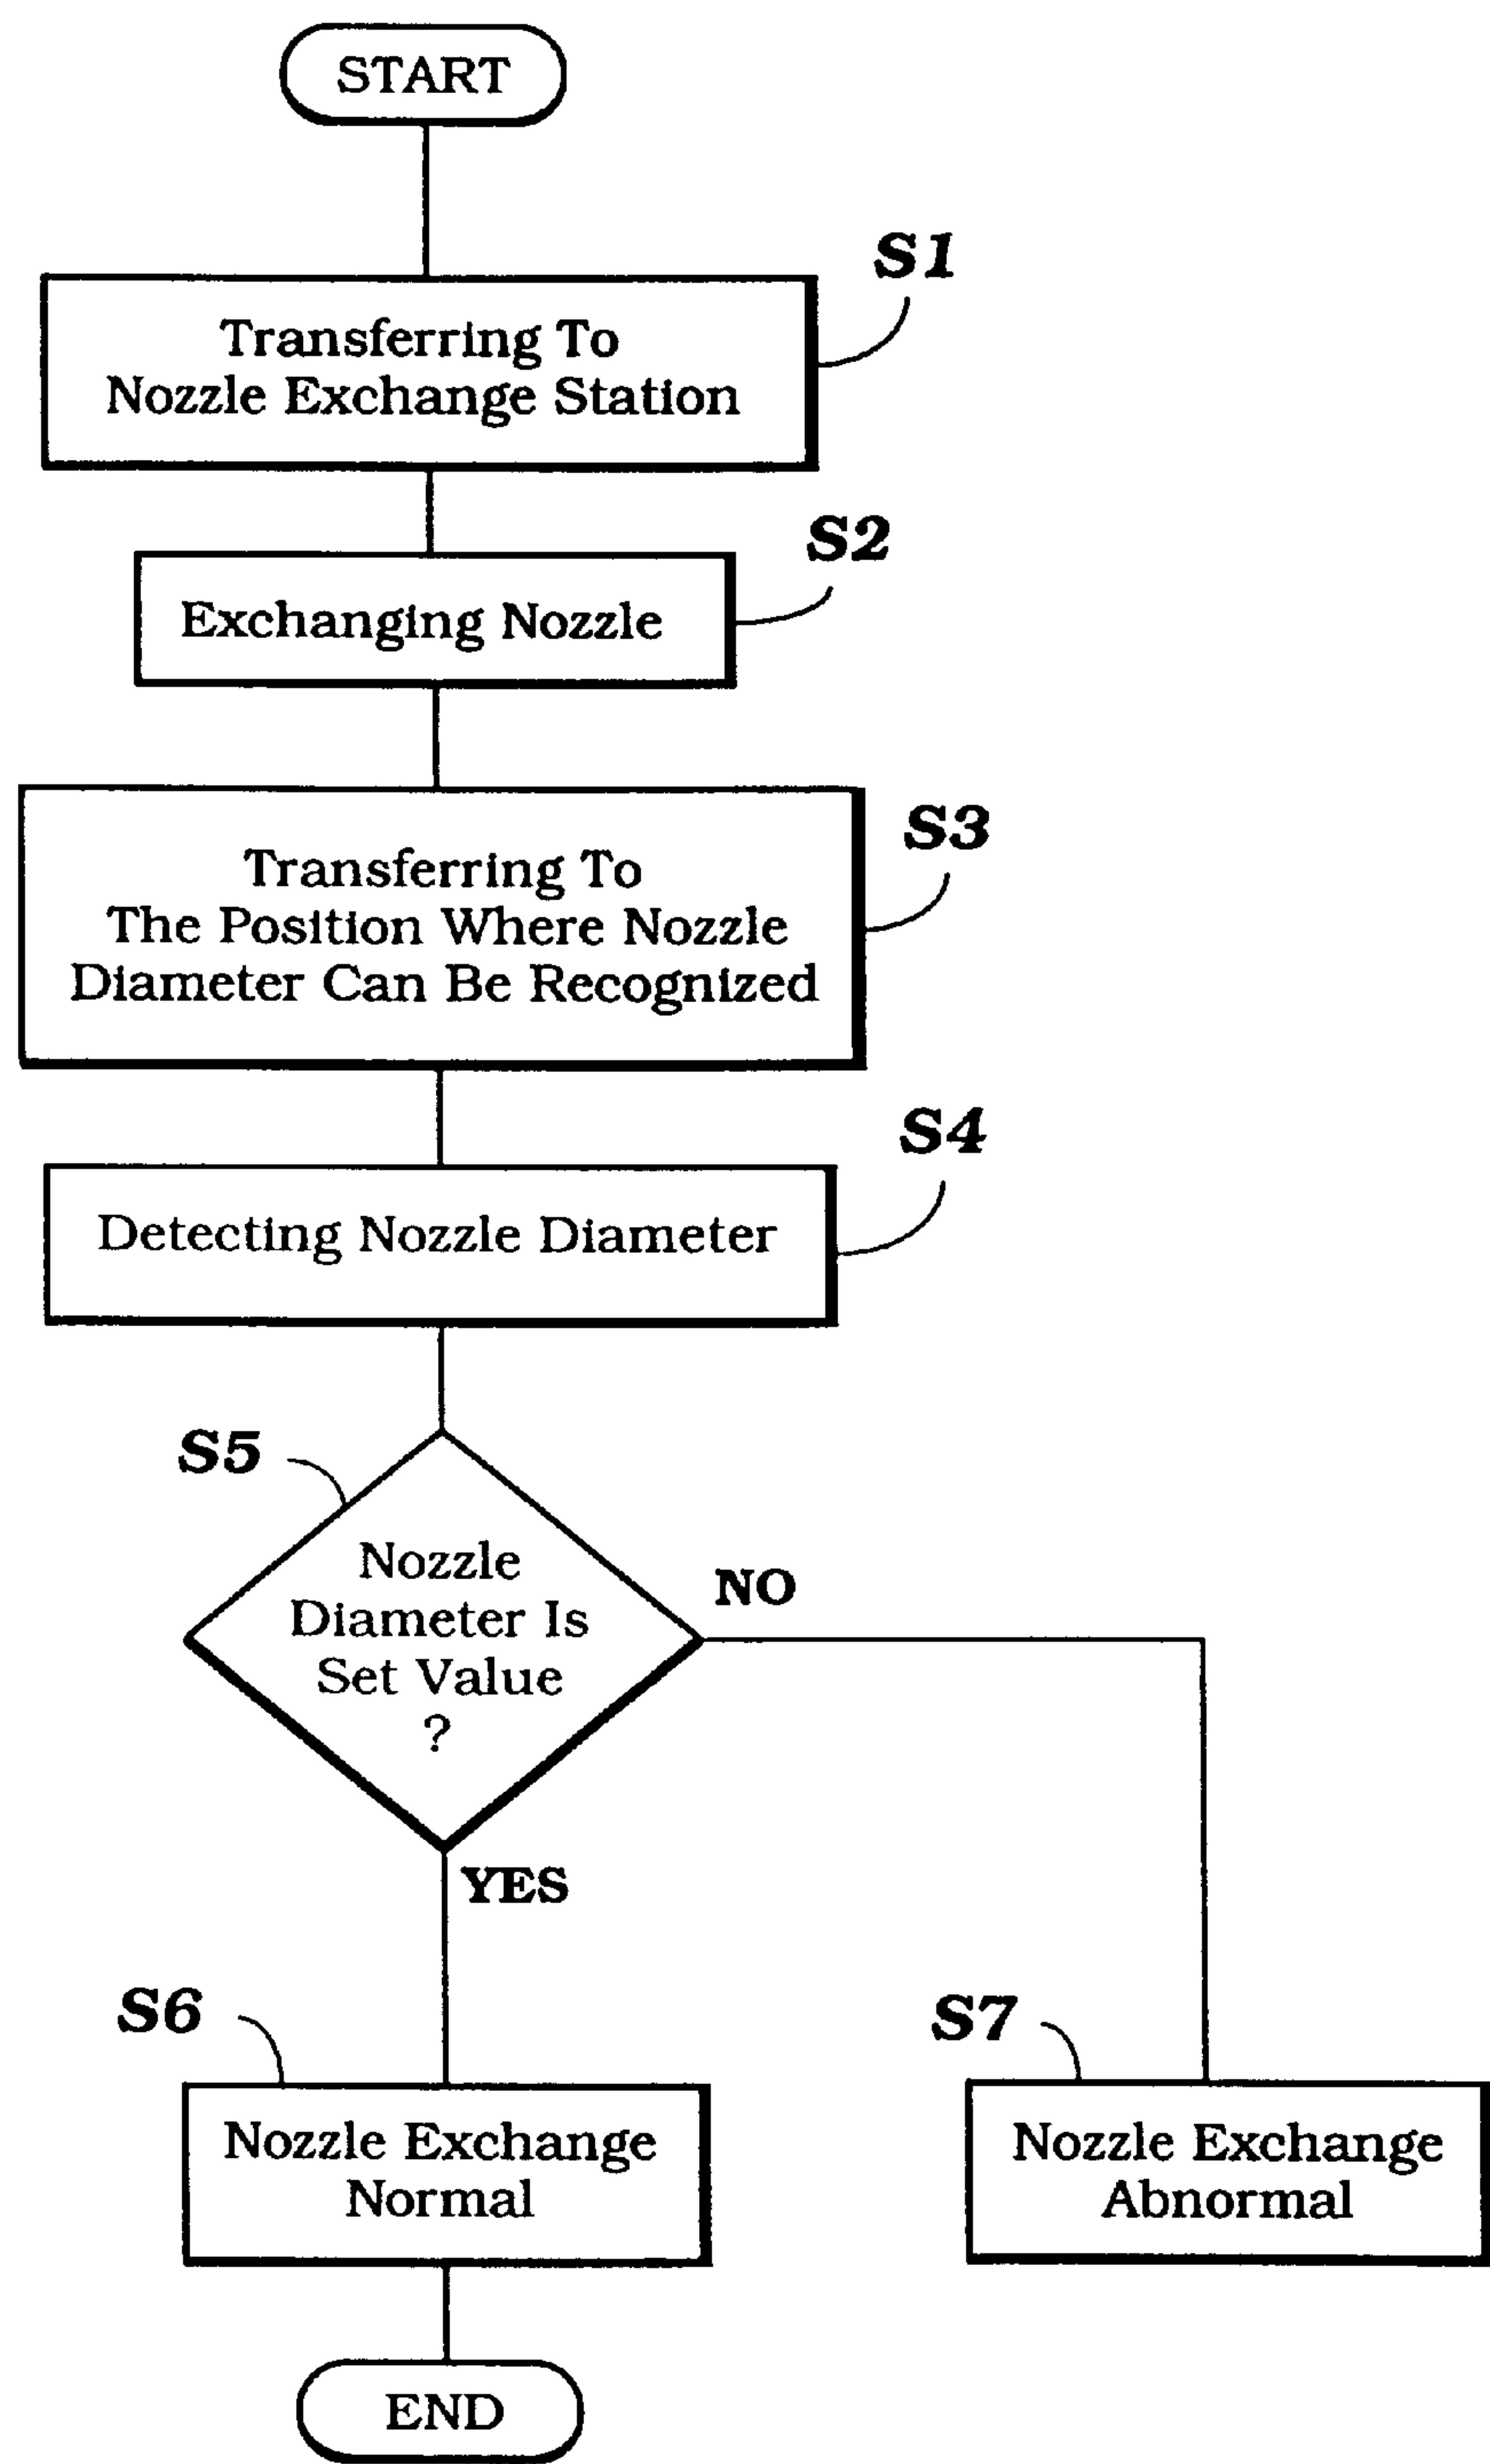 START
S1
Transferring To
Nozzle Exchange Station
S2
Exchanging Nozzle
S3
Transferring To
The Position Where Nozzle
Diameter Can Be Recognized
S4
Detecting Nozzle Diameter
S5
Nozzle
Diameter Is
Set Value
?
NO
YES
S6
Nozzle Exchange
Normal
S7
Nozzle Exchange
Abnormal
END